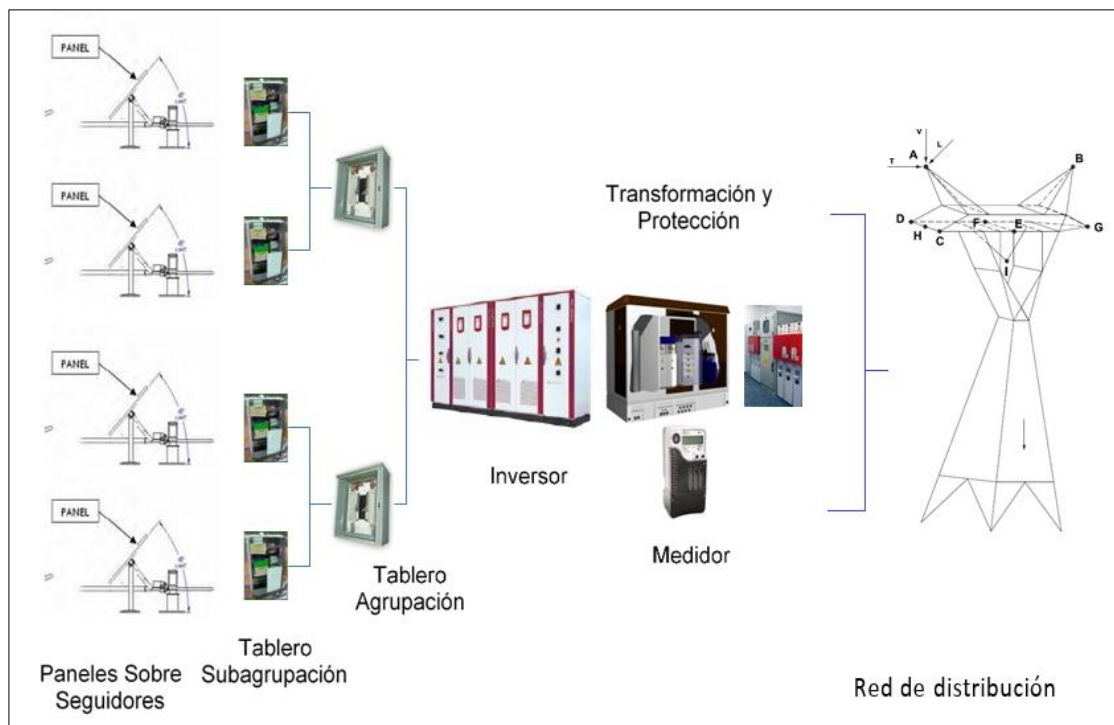 PANEL
PANEL
PANEL
PANEL
Paneles Sobre
Seguidores
Tablero
Subagrupación
Tablero
Agrupación
Inversor
Transformación y
Protección
Medidor
V
L
T
A
B
D
F
E
G
H
C
I
Red de distribución